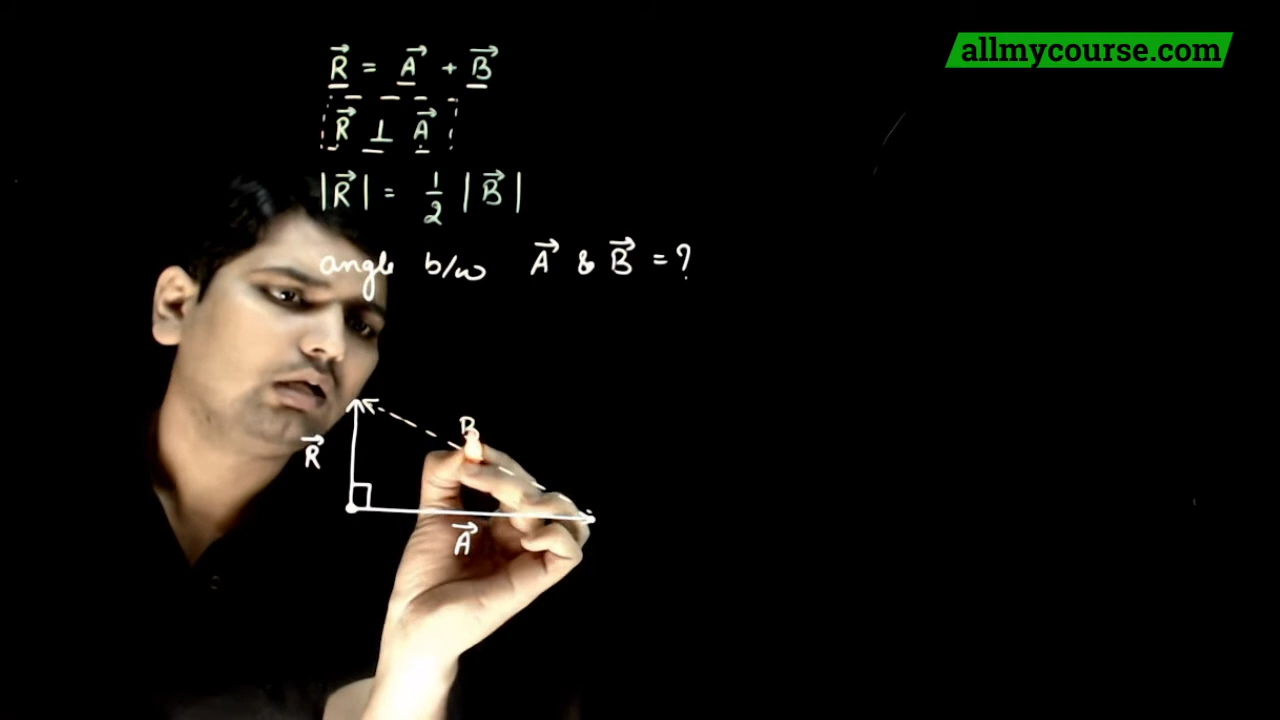 allmycourse.com
R⃗ = A⃗ + B⃗
R⃗ ⊥ A⃗
|R⃗| = 1/2 |B⃗|
angle b/w A⃗ & B⃗ = ?
B
R⃗
A⃗